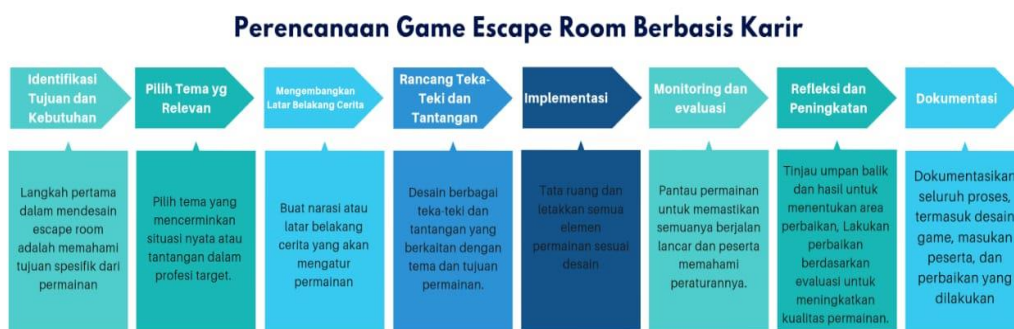 Perencanaan Game Escape Room Berbasis Karir
Identifikasi
Tujuan dan
Kebutuhan
Pilih Tema yg
Relevan
Mengembangkan
Latar Belakang Cerita
Rancang Teka-
Teki dan
Tantangan
Implementasi
Monitoring dan
evaluasi
Refleksi dan
Peningkatan
Dokumentasi
Langkah pertama
dalam mendesain
escape room
adalah memahami
tujuan spesifik dari
permainan
Pilih tema yang
mencerminkan
situasi nyata atau
tantangan dalam
profesi target.
Buat narasi atau
latar belakang
cerita yang akan
mengatur
permainan
Desain berbagai
teka-teki dan
tantangan yang
berkaitan dengan
tema dan tujuan
permainan.
Tata ruang dan
letakkan semua
elemen
permainan sesuai
desain
Pantau permainan
untuk memastikan
semuanya berjalan
lancar dan peserta
memahami
peraturannya.
Tinjau umpan balik
dan hasil untuk
menentukan area
perbaikan, Lakukan
perbaikan
berdasarkan
evaluasi untuk
meningkatkan
kualitas permainan.
Dokumentasikan
seluruh proses,
termasuk desain
game, masukan
peserta, dan
perbaikan yang
dilakukan